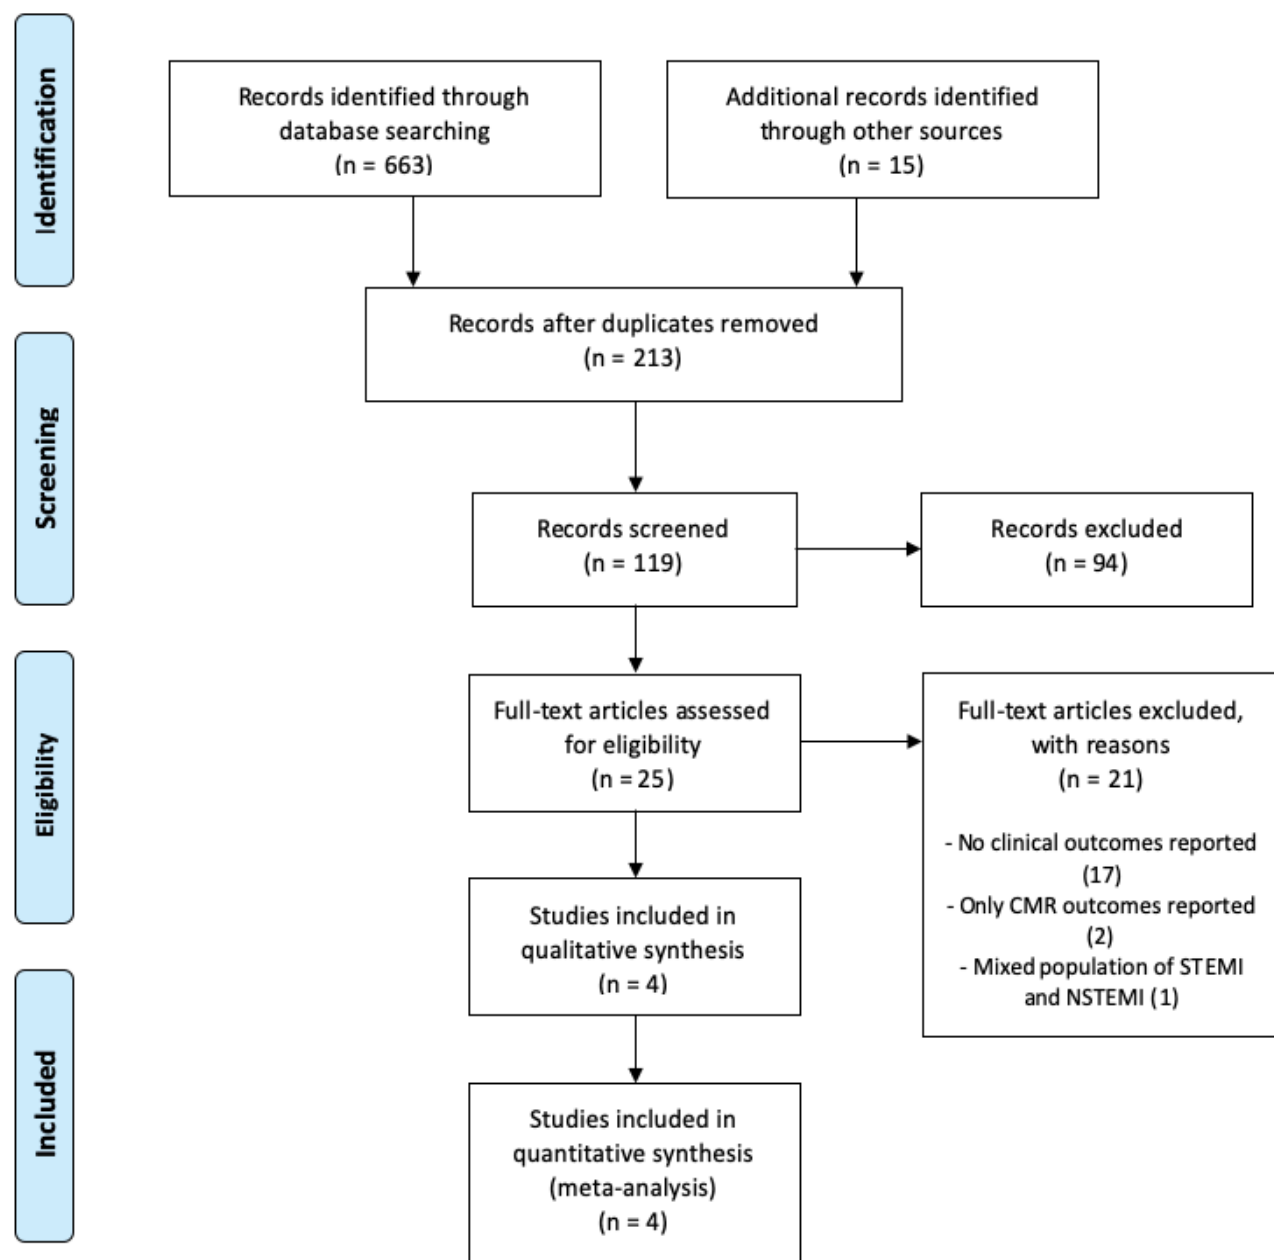 Identification
Records identified through
database searching
(n = 663)
Additional records identified
through other sources
(n = 15)
Records after duplicates removed
(n = 213)
Screening
Records screened
(n = 119)
Records excluded
(n = 94)
Eligibility
Full-text articles assessed
for eligibility
(n = 25)
Full-text articles excluded,
with reasons
(n = 21)
- No clinical outcomes reported
(17)
- Only CMR outcomes reported
(2)
- Mixed population of STEMI
and NSTEMI (1)
Studies included in
qualitative synthesis
(n = 4)
Included
Studies included in
quantitative synthesis
(meta-analysis)
(n = 4)